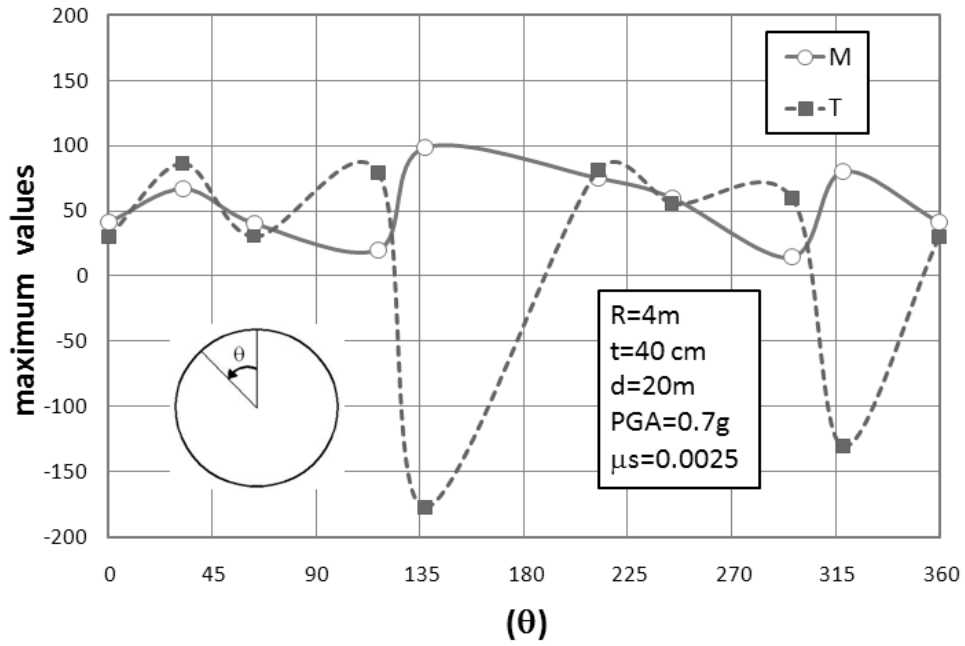 maximum values
200
150
100
50
0
-50
-100
-150
-200
M
T
θ
R=4m
t=40 cm
d=20m
PGA=0.7g
μs=0.0025
0 45 90 135 180 225 270 315 360
(θ)